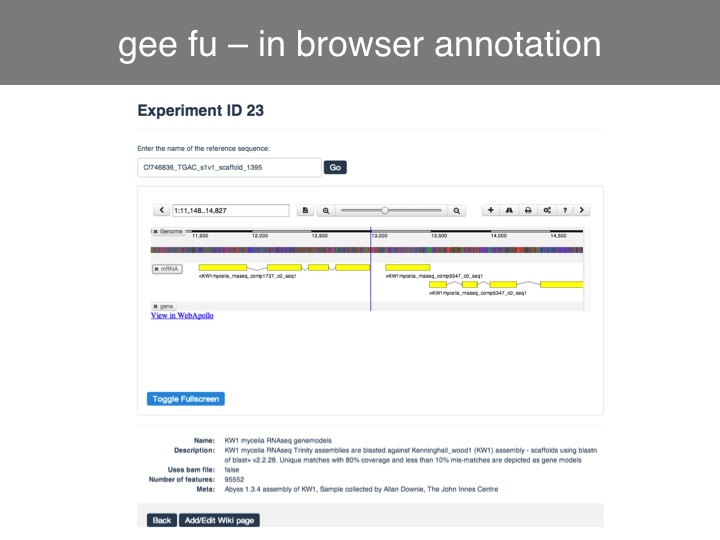 gee fu – in browser annotation
Experiment ID 23
Enter the name of the reference sequence:
Cf746836_TGAC_s1v1_scaffold_1395 Go
1:11,148..14,827 ?
Genome 11,500 12,000 12,500 13,000 13,500 14,000 14,500
mRNA
<KW1mycelia_rnaseq_comp1737_c0_seq1 >KW1mycelia_rnaseq_comp5547_c0_seq1
>KW1mycelia_rnaseq_comp5347_c0_seq1
gene
View in WebApollo
Toggle Fullscreen
Name: KW1 mycelia RNAseq genemodels
Description: KW1 mycelia RNAseq Trinity assemblies are blasted against Kenninghall_wood1 (KW1) assembly - scaffolds using blastn
of blast+ v2.2.28. Unique matches with 80% coverage and less than 10% mis-matches are depicted as gene models
Uses bam file: false
Number of features: 95552
Meta: Abyss 1.3.4 assembly of KW1, Sample collected by Allan Downie, The John Innes Centre
Back Add/Edit Wiki page